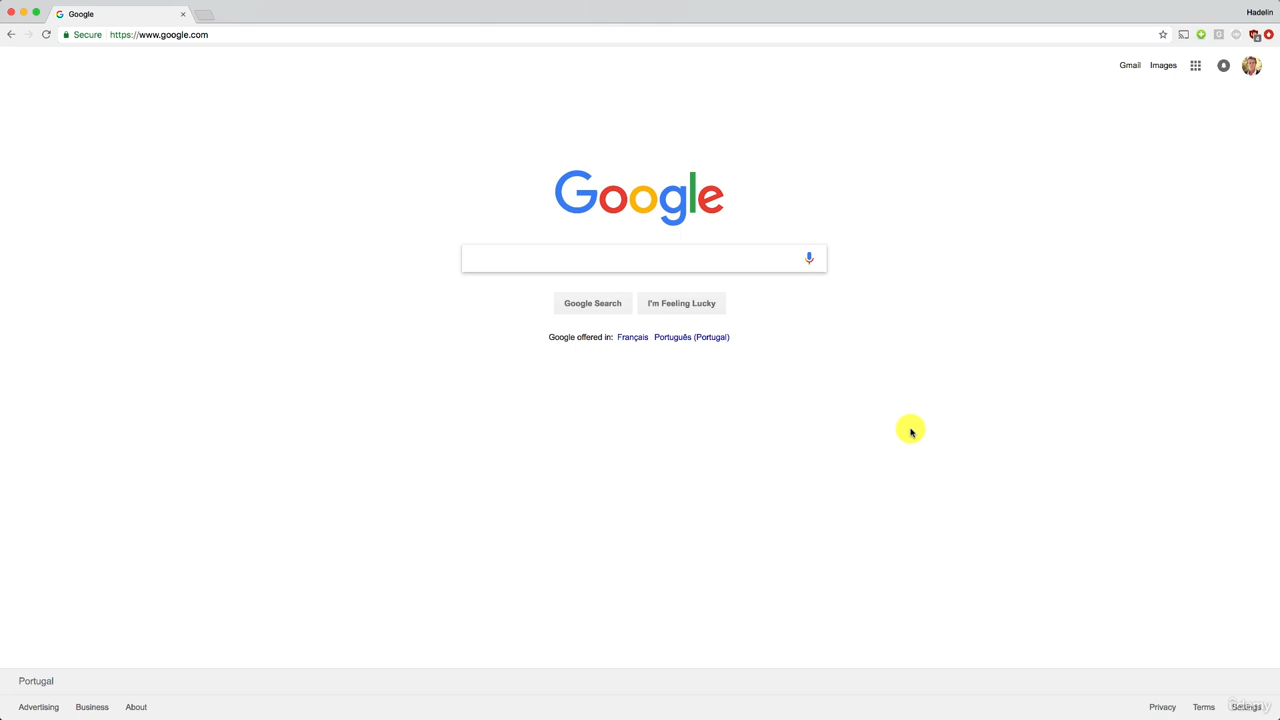 Google
Hadelin
Secure https://www.google.com
Gmail Images
Google
Google Search I'm Feeling Lucky
Google offered in: Français Português (Portugal)
Portugal
Advertising Business About
Privacy Terms Settings
Udemy